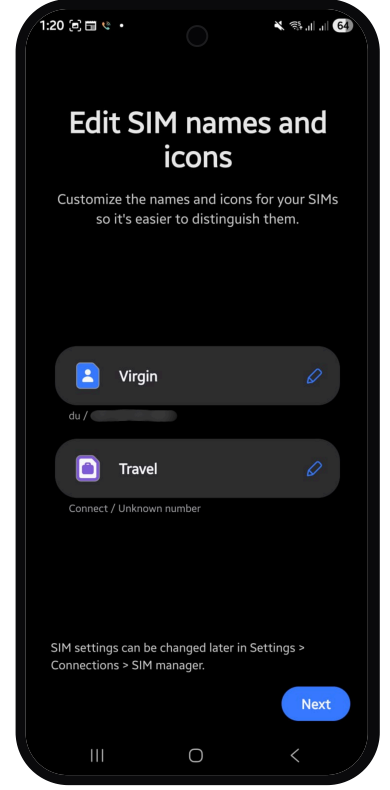 1:20
64
Edit SIM names and
icons
Customize the names and icons for your SIMs
so it's easier to distinguish them.
Virgin
du /
Travel
Connect / Unknown number
SIM settings can be changed later in Settings >
Connections > SIM manager.
Next